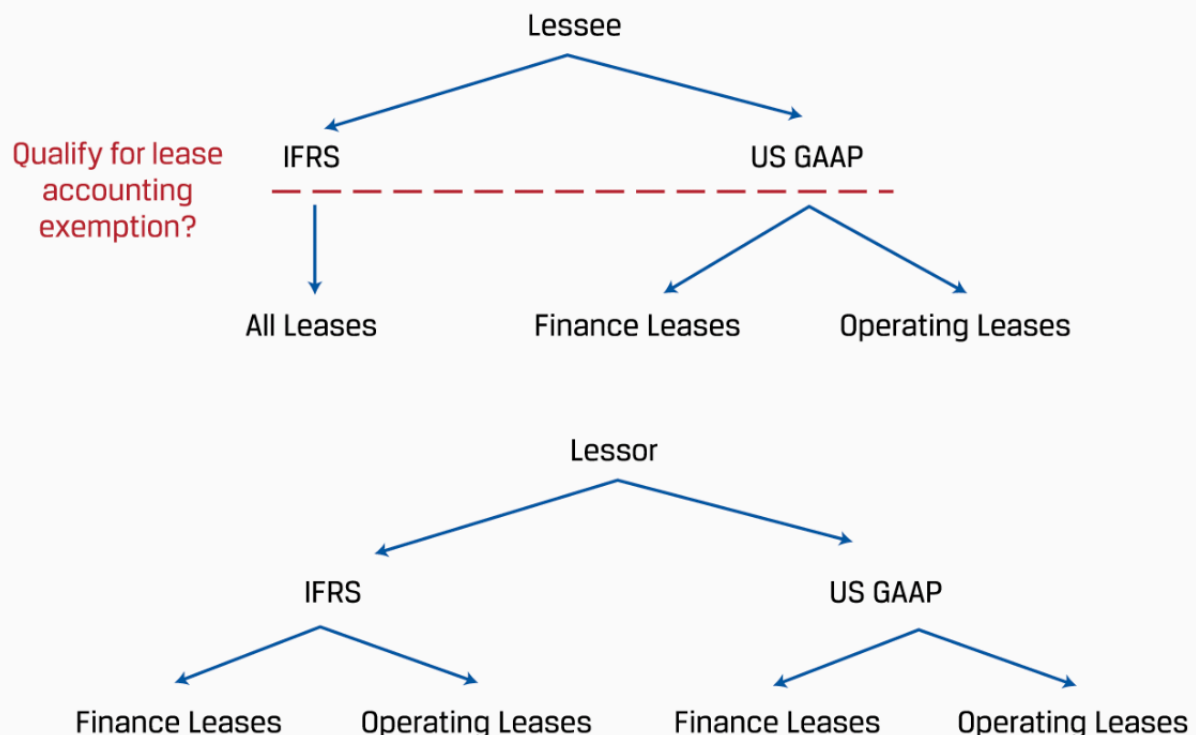 Lessee
Qualify for lease
accounting
exemption?
IFRS
US GAAP
All Leases
Finance Leases
Operating Leases
Lessor
IFRS
US GAAP
Finance Leases
Operating Leases
Finance Leases
Operating Leases